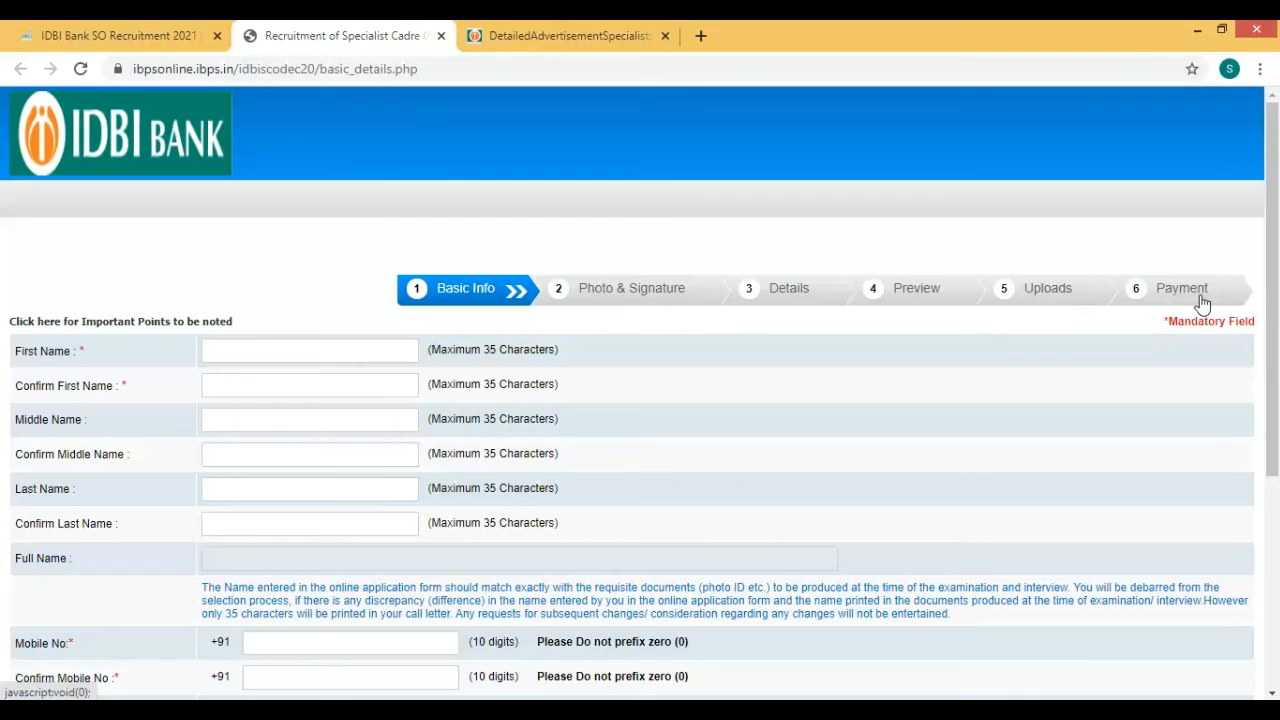 IDBI Bank SO Recruitment 2021
Recruitment of Specialist Cadre
DetailedAdvertisementSpecialists
ibpsonline.ibps.in/idbiscodec20/basic_details.php
S
IDBI BANK
1 Basic Info
2 Photo & Signature
3 Details
4 Preview
5 Uploads
6 Payment
Click here for Important Points to be noted
*Mandatory Field
First Name : *
(Maximum 35 Characters)
Confirm First Name : *
(Maximum 35 Characters)
Middle Name :
(Maximum 35 Characters)
Confirm Middle Name :
(Maximum 35 Characters)
Last Name :
(Maximum 35 Characters)
Confirm Last Name :
(Maximum 35 Characters)
Full Name :
The Name entered in the online application form should match exactly with the requisite documents (photo ID etc.) to be produced at the time of the examination and interview. You will be debarred from the
selection process, if there is any discrepancy (difference) in the name entered by you in the online application form and the name printed in the documents produced at the time of examination/ interview.However
only 35 characters will be printed in your call letter. Any requests for subsequent changes/ consideration regarding any changes will not be entertained.
Mobile No:*
+91
(10 digits)
Please Do not prefix zero (0)
Confirm Mobile No :*
+91
(10 digits)
Please Do not prefix zero (0)
javascript:void(0);